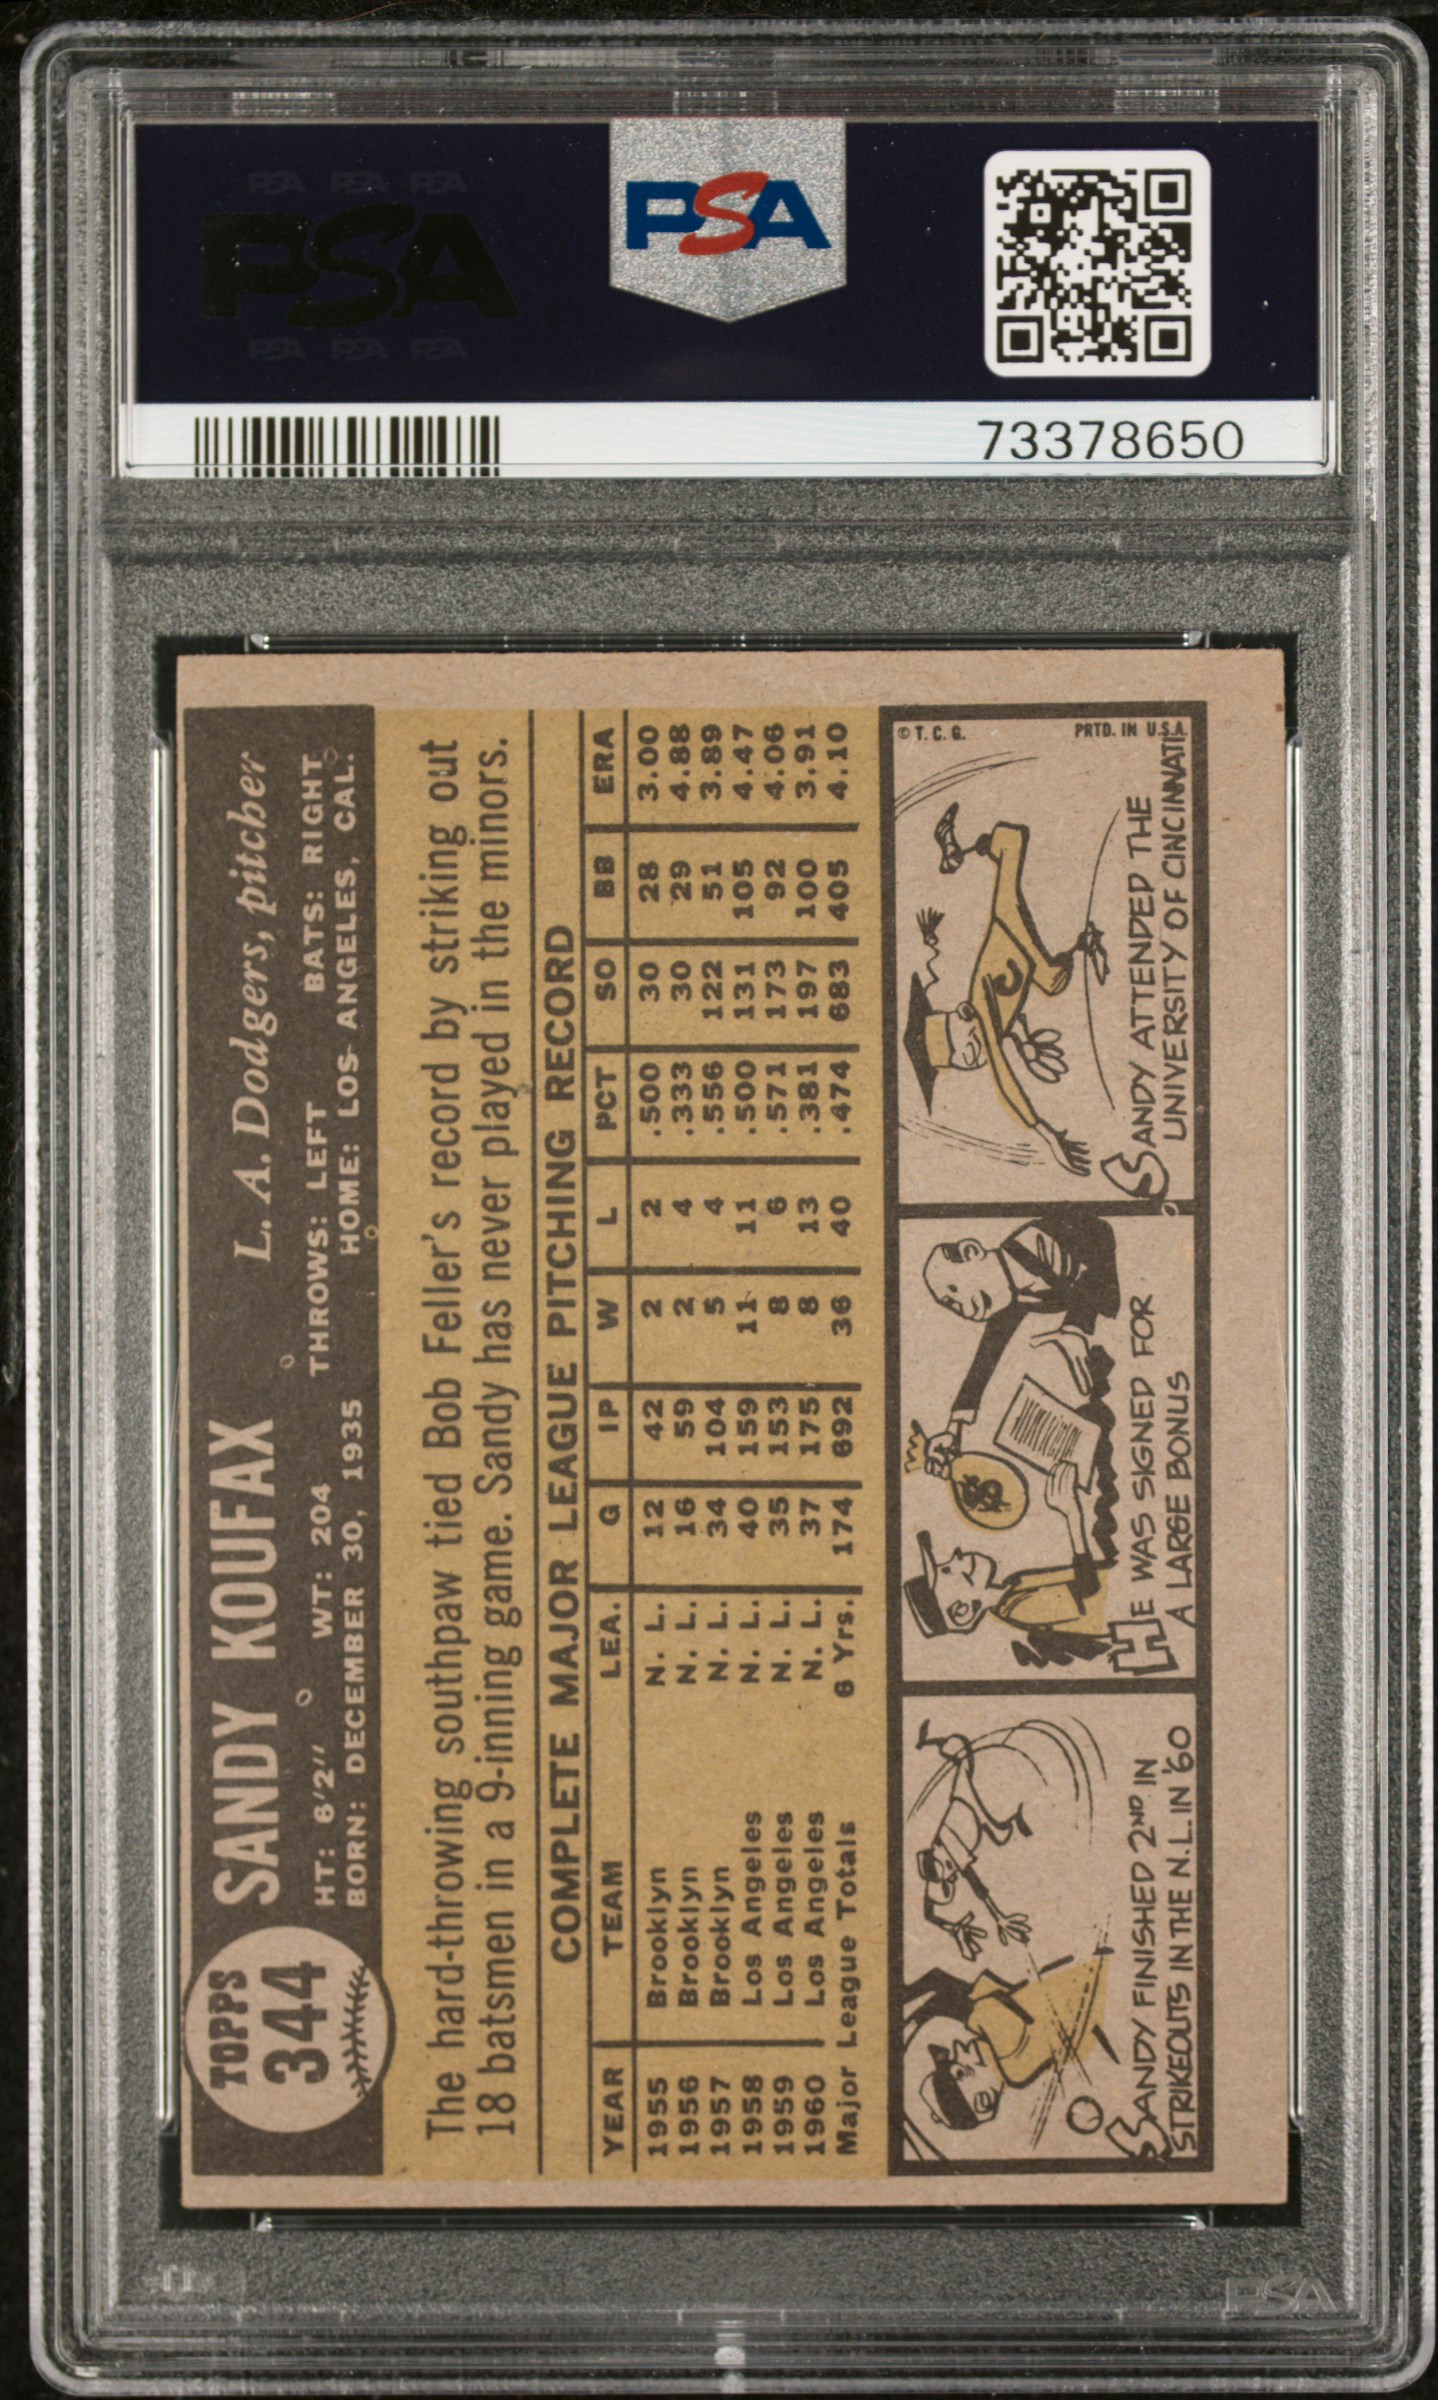 PSA PSA PSA
PSA
PSA PSA PSA
PSA
73378650
TOPPS
344
SANDY KOUFAX
L. A. Dodgers, pitcher
HT: 6'2" WT: 204 THROWS: LEFT BATS: RIGHT
BORN: DECEMBER 30, 1935 HOME: LOS ANGELES, CAL.
The hard-throwing southpaw tied Bob Feller's record by striking out
18 batsmen in a 9-inning game. Sandy has never played in the minors.
COMPLETE MAJOR LEAGUE PITCHING RECORD
YEAR TEAM LEA. G IP W L PCT SO BB ERA
1955 Brooklyn N. L. 12 42 2 2 .500 30 28 3.00
1956 Brooklyn N. L. 16 59 2 4 .333 30 29 4.88
1957 Brooklyn N. L. 34 104 5 4 .556 122 51 3.89
1958 Los Angeles N. L. 40 159 11 11 .500 131 105 4.47
1959 Los Angeles N. L. 35 153 8 6 .571 173 92 4.06
1960 Los Angeles N. L. 37 175 8 13 .381 197 100 3.91
Major League Totals 6 Yrs. 174 692 36 40 .474 683 405 4.10
SANDY FINISHED 2ND IN
STRIKEOUTS IN THE N.L. IN '60
$
HE WAS SIGNED FOR
A LARGE BONUS
C
SANDY ATTENDED THE
UNIVERSITY OF CINCINNATI
© T. C. G.
PRTD. IN U.S.A.
PSA